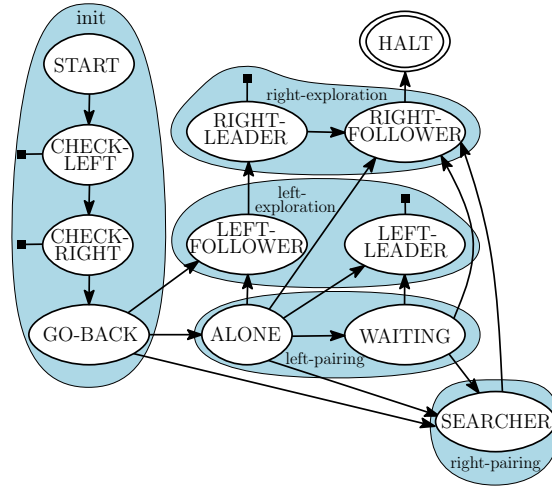 init
START
CHECK-
LEFT
CHECK-
RIGHT
GO-BACK
HALT
right-exploration
RIGHT-
LEADER
RIGHT-
FOLLOWER
left-
exploration
LEFT-
FOLLOWER
LEFT-
LEADER
ALONE
WAITING
left-pairing
SEARCHER
right-pairing